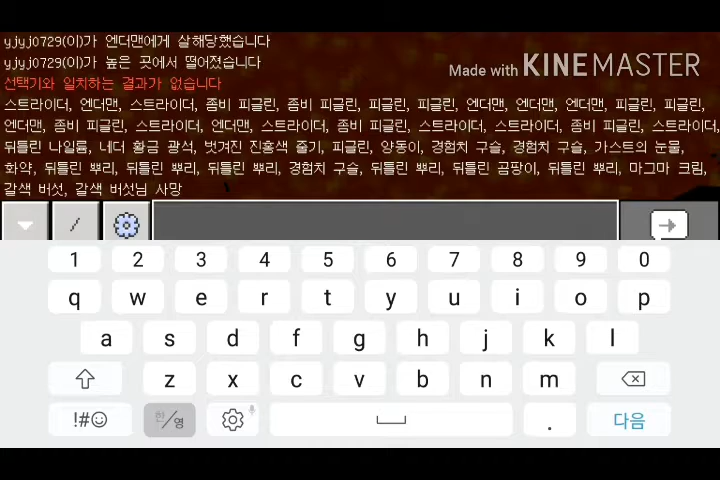 yjyj0729(이)가 엔더맨에게 살해당했습니다
yjyj0729(이)가 높은 곳에서 떨어졌습니다
Made with KINEMASTER
선택기와 일치하는 결과가 없습니다
스트라이더, 엔더맨, 스트라이더, 좀비 피글린, 좀비 피글린, 피글린, 피글린, 엔더맨, 엔더맨, 엔더맨, 피글린, 피글린,
엔더맨, 좀비 피글린, 스트라이더, 엔더맨, 스트라이더, 좀비 피글린, 스트라이더, 스트라이더, 좀비 피글린, 스트라이더,
뒤틀린 나일륨, 네더 황금 광석, 벗겨진 진홍색 줄기, 피글린, 양동이, 경험치 구슬, 경험치 구슬, 가스트의 눈물,
화약, 뒤틀린 뿌리, 뒤틀린 뿌리, 뒤틀린 뿌리, 경험치 구슬, 뒤틀린 뿌리, 뒤틀린 곰팡이, 뒤틀린 뿌리, 마그마 크림,
갈색 버섯, 갈색 버섯님 사망
/
1 2 3 4 5 6 7 8 9 0
q w e r t y u i o p
a s d f g h j k l
z x c v b n m
!#☺ 한/영 . 다음